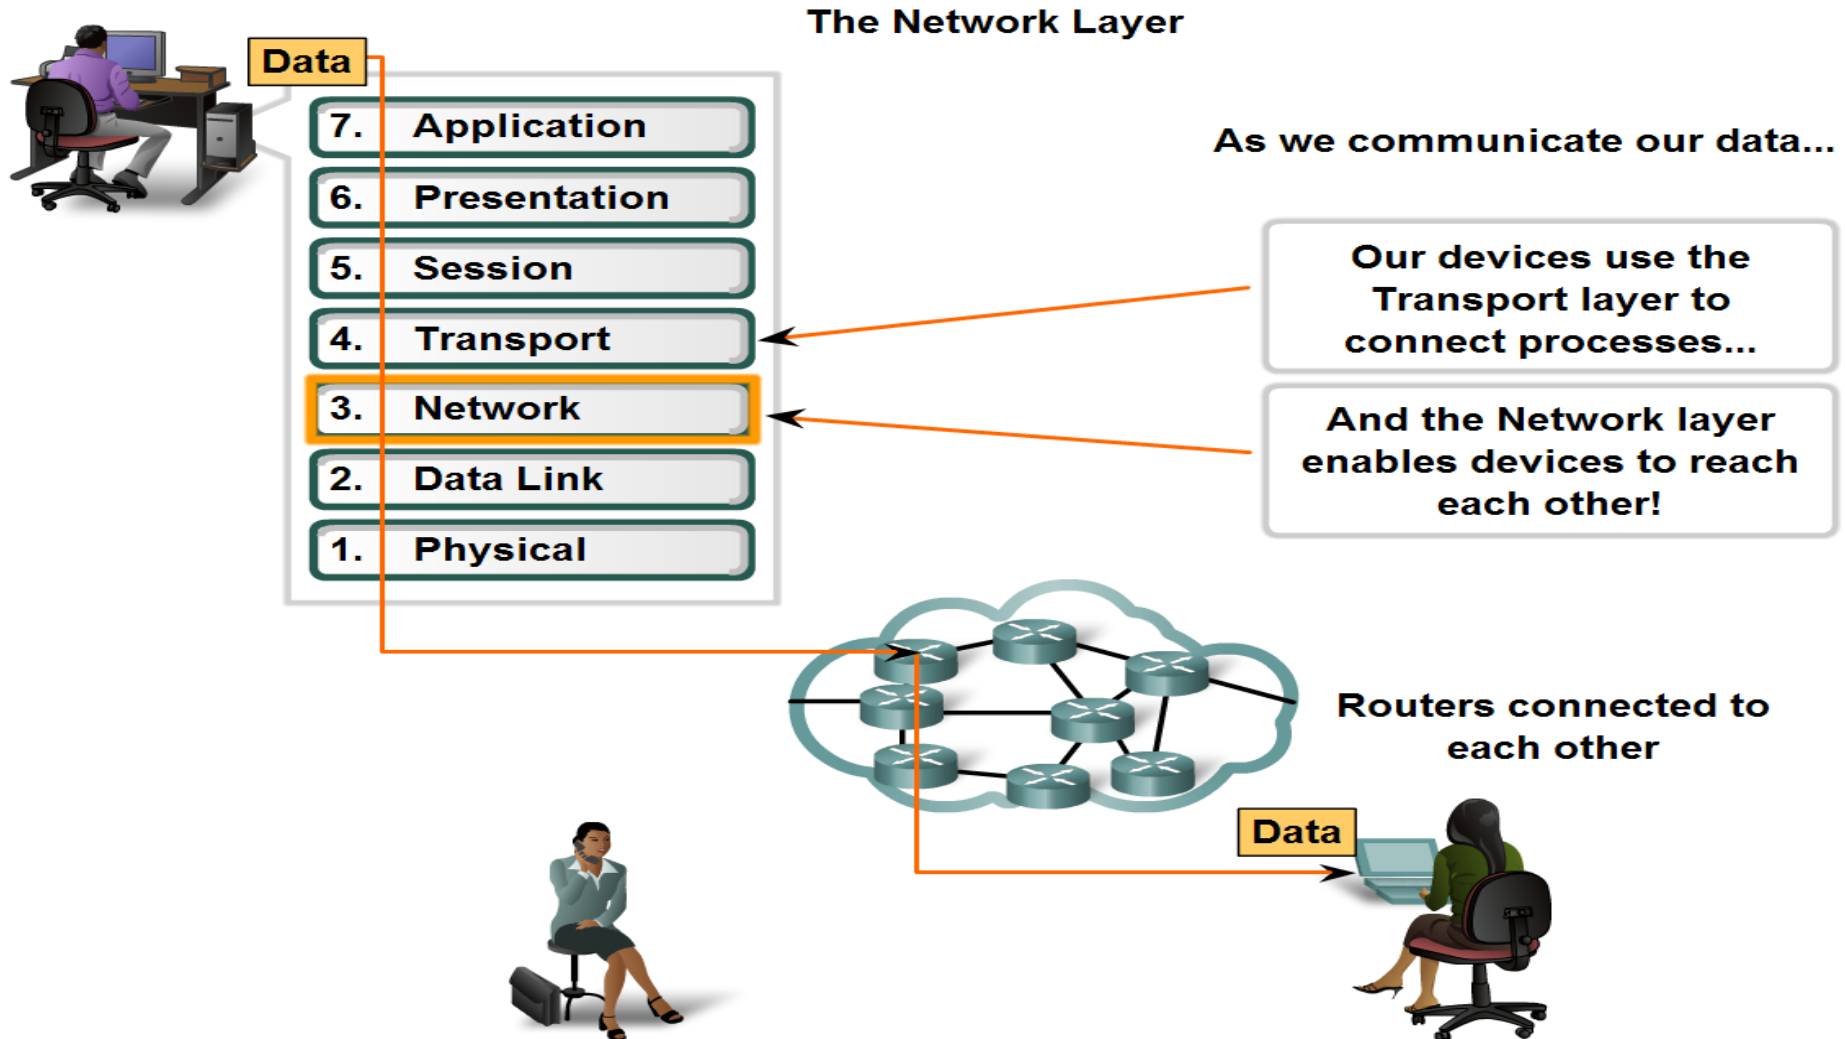 The Network Layer
Data
7. Application
6. Presentation
5. Session
4. Transport
3. Network
2. Data Link
1. Physical
As we communicate our data...
Our devices use the
Transport layer to
connect processes...
And the Network layer
enables devices to reach
each other!
Routers connected to
each other
Data